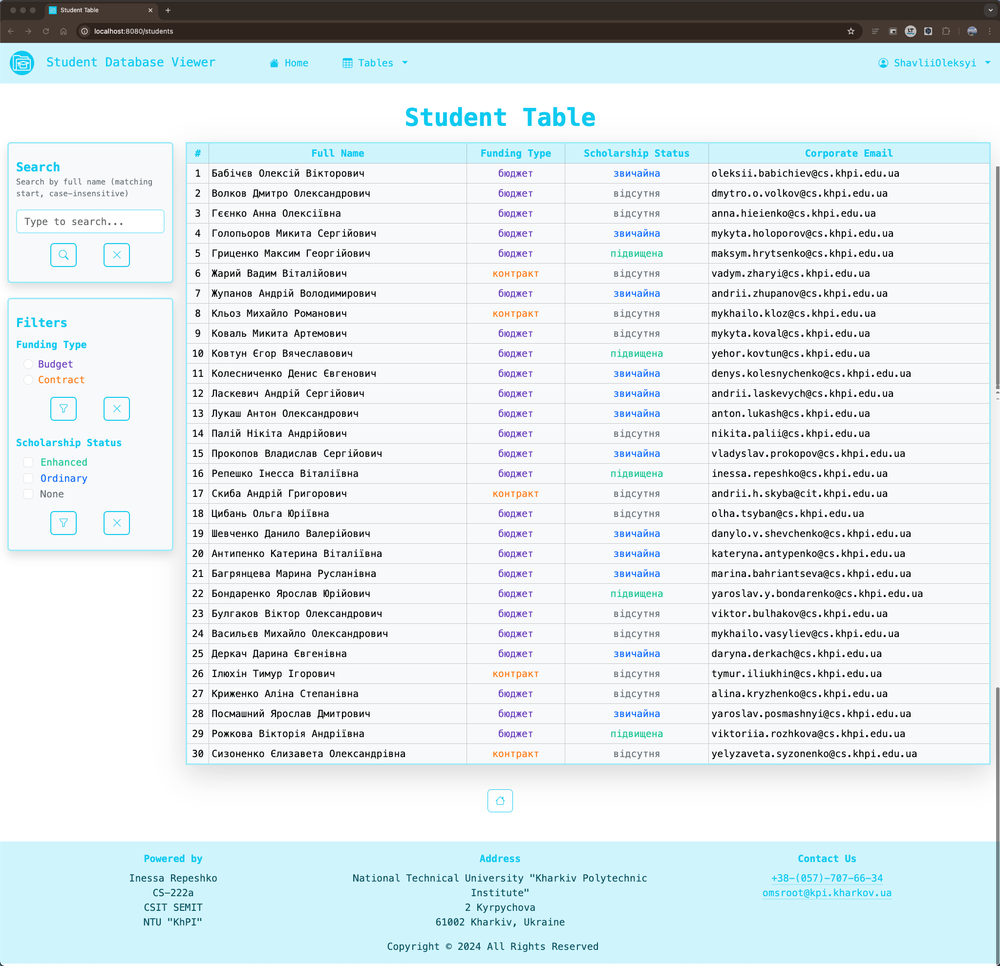 Student Table
localhost:8080/students
Student Database Viewer Home Tables ShavliiOleksyi
Student Table
Search
Search by full name (matching
start, case-insensitive)
Type to search...
Filters
Funding Type
Budget
Contract
Scholarship Status
Enhanced
Ordinary
None
# Full Name Funding Type Scholarship Status Corporate Email
1 Бабічєв Олексій Вікторович бюджет звичайна oleksii.babichiev@cs.khpi.edu.ua
2 Волков Дмитро Олександрович бюджет відсутня dmytro.o.volkov@cs.khpi.edu.ua
3 Гєєнко Анна Олексіївна бюджет відсутня anna.hieienko@cs.khpi.edu.ua
4 Голопьоров Микита Сергійович бюджет звичайна mykyta.holoporov@cs.khpi.edu.ua
5 Гриценко Максим Георгійович бюджет підвищена maksym.hrytsenko@cs.khpi.edu.ua
6 Жарий Вадим Віталійович контракт відсутня vadym.zharyi@cs.khpi.edu.ua
7 Жупанов Андрій Володимирович бюджет звичайна andrii.zhupanov@cs.khpi.edu.ua
8 Кльоз Михайло Романович контракт відсутня mykhailo.kloz@cs.khpi.edu.ua
9 Коваль Микита Артемович бюджет відсутня mykyta.koval@cs.khpi.edu.ua
10 Ковтун Єгор Вячеславович бюджет підвищена yehor.kovtun@cs.khpi.edu.ua
11 Колесниченко Денис Євгенович бюджет звичайна denys.kolesnychenko@cs.khpi.edu.ua
12 Ласкевич Андрій Сергійович бюджет звичайна andrii.laskevych@cs.khpi.edu.ua
13 Лукаш Антон Олександрович бюджет звичайна anton.lukash@cs.khpi.edu.ua
14 Палій Нікіта Андрійович бюджет відсутня nikita.palii@cs.khpi.edu.ua
15 Прокопов Владислав Сергійович бюджет звичайна vladyslav.prokopov@cs.khpi.edu.ua
16 Репешко Інесса Віталіївна бюджет підвищена inessa.repeshko@cs.khpi.edu.ua
17 Скиба Андрій Григорович контракт відсутня andrii.h.skyba@cit.khpi.edu.ua
18 Цибань Ольга Юріївна бюджет відсутня olha.tsyban@cs.khpi.edu.ua
19 Шевченко Данило Валерійович бюджет звичайна danylo.v.shevchenko@cs.khpi.edu.ua
20 Антипенко Катерина Віталіївна бюджет звичайна kateryna.antypenko@cs.khpi.edu.ua
21 Багрянцева Марина Русланівна бюджет звичайна marina.bahriantseva@cs.khpi.edu.ua
22 Бондаренко Ярослав Юрійович бюджет підвищена yaroslav.y.bondarenko@cs.khpi.edu.ua
23 Булгаков Віктор Олександрович бюджет відсутня viktor.bulhakov@cs.khpi.edu.ua
24 Васильєв Михайло Олександрович бюджет відсутня mykhailo.vasyliev@cs.khpi.edu.ua
25 Деркач Дарина Євгенівна бюджет звичайна daryna.derkach@cs.khpi.edu.ua
26 Ілюхін Тимур Ігорович контракт відсутня tymur.iliukhin@cs.khpi.edu.ua
27 Криженко Аліна Степанівна бюджет відсутня alina.kryzhenko@cs.khpi.edu.ua
28 Посмашний Ярослав Дмитрович бюджет звичайна yaroslav.posmashnyi@cs.khpi.edu.ua
29 Рожкова Вікторія Андріївна бюджет підвищена viktoriia.rozhkova@cs.khpi.edu.ua
30 Сизоненко Єлизавета Олександрівна контракт відсутня yelyzaveta.syzonenko@cs.khpi.edu.ua
Powered by
Inessa Repeshko
CS-222a
CSIT SEMIT
NTU "KhPI"
Address
National Technical University "Kharkiv Polytechnic
Institute"
2 Kyrpychova
61002 Kharkiv, Ukraine
Contact Us
+38-(057)-707-66-34
omsroot@kpi.kharkov.ua
Copyright © 2024 All Rights Reserved